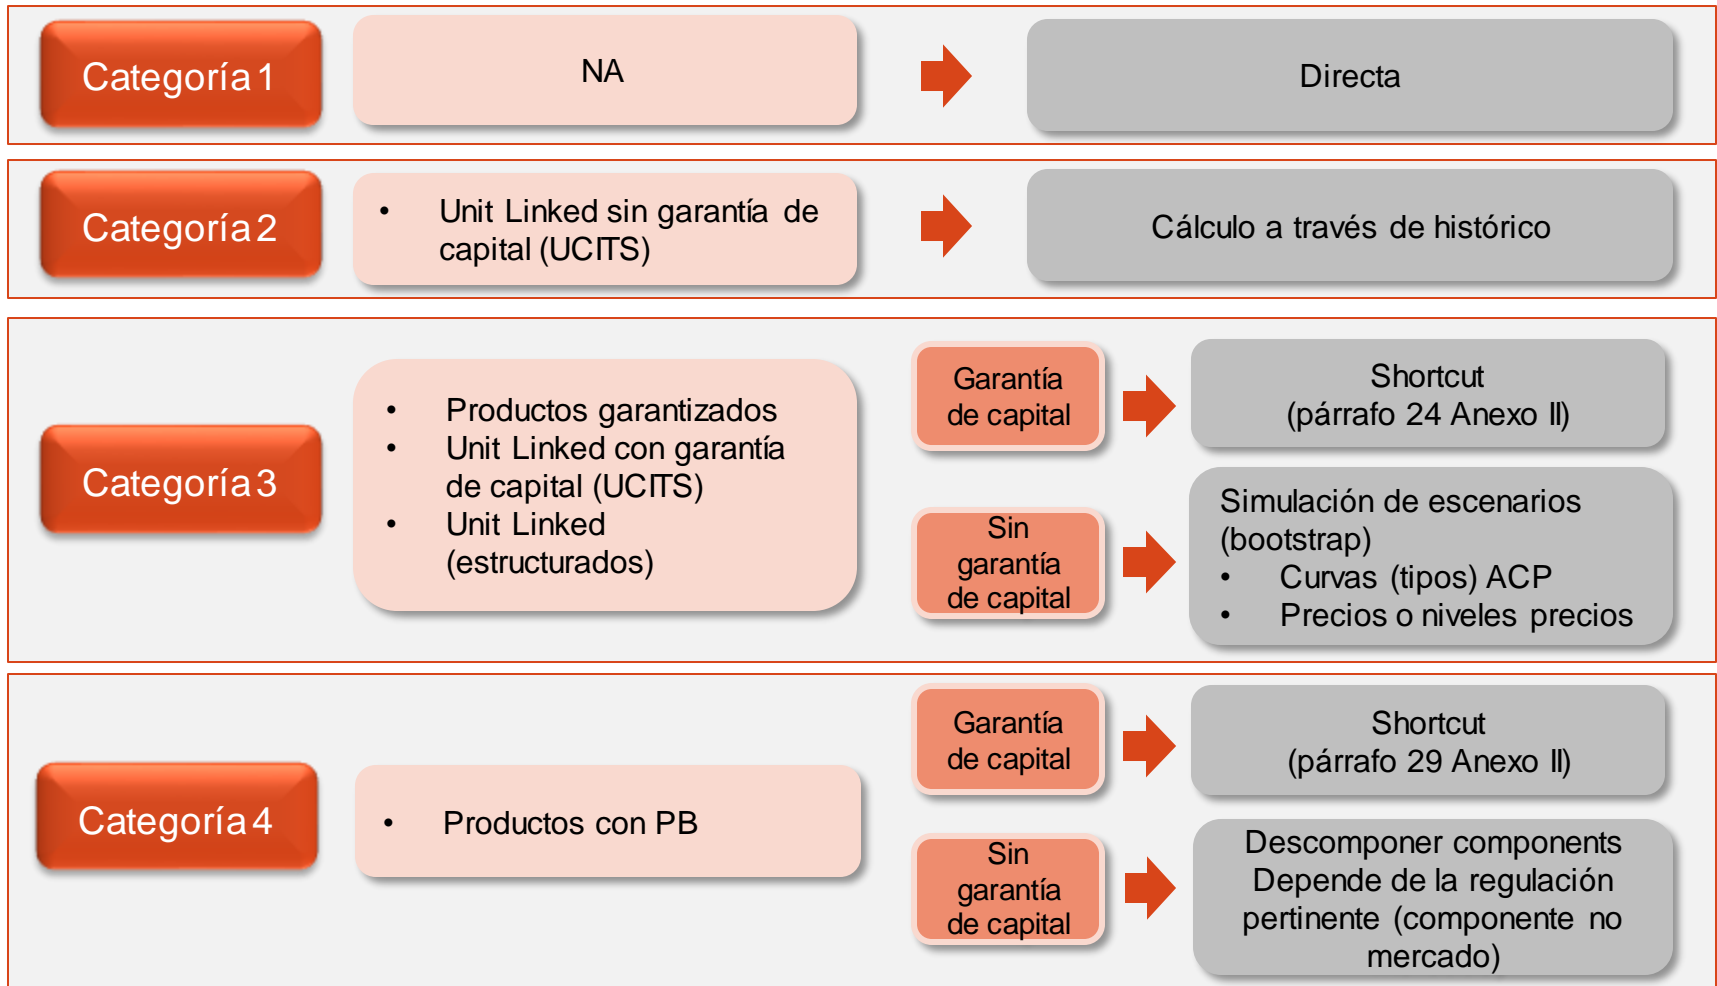 Categoría 1
NA
Directa
Categoría 2
• Unit Linked sin garantía de
capital (UCITS)
Cálculo a través de histórico
Categoría 3
• Productos garantizados
• Unit Linked con garantía
de capital (UCITS)
• Unit Linked
(estructurados)
Garantía
de capital
Shortcut
(párrafo 24 Anexo II)
Sin
garantía
de capital
Simulación de escenarios
(bootstrap)
• Curvas (tipos) ACP
• Precios o niveles precios
Categoría 4
• Productos con PB
Garantía
de capital
Shortcut
(párrafo 29 Anexo II)
Sin
garantía
de capital
Descomponer components
Depende de la regulación
pertinente (componente no
mercado)